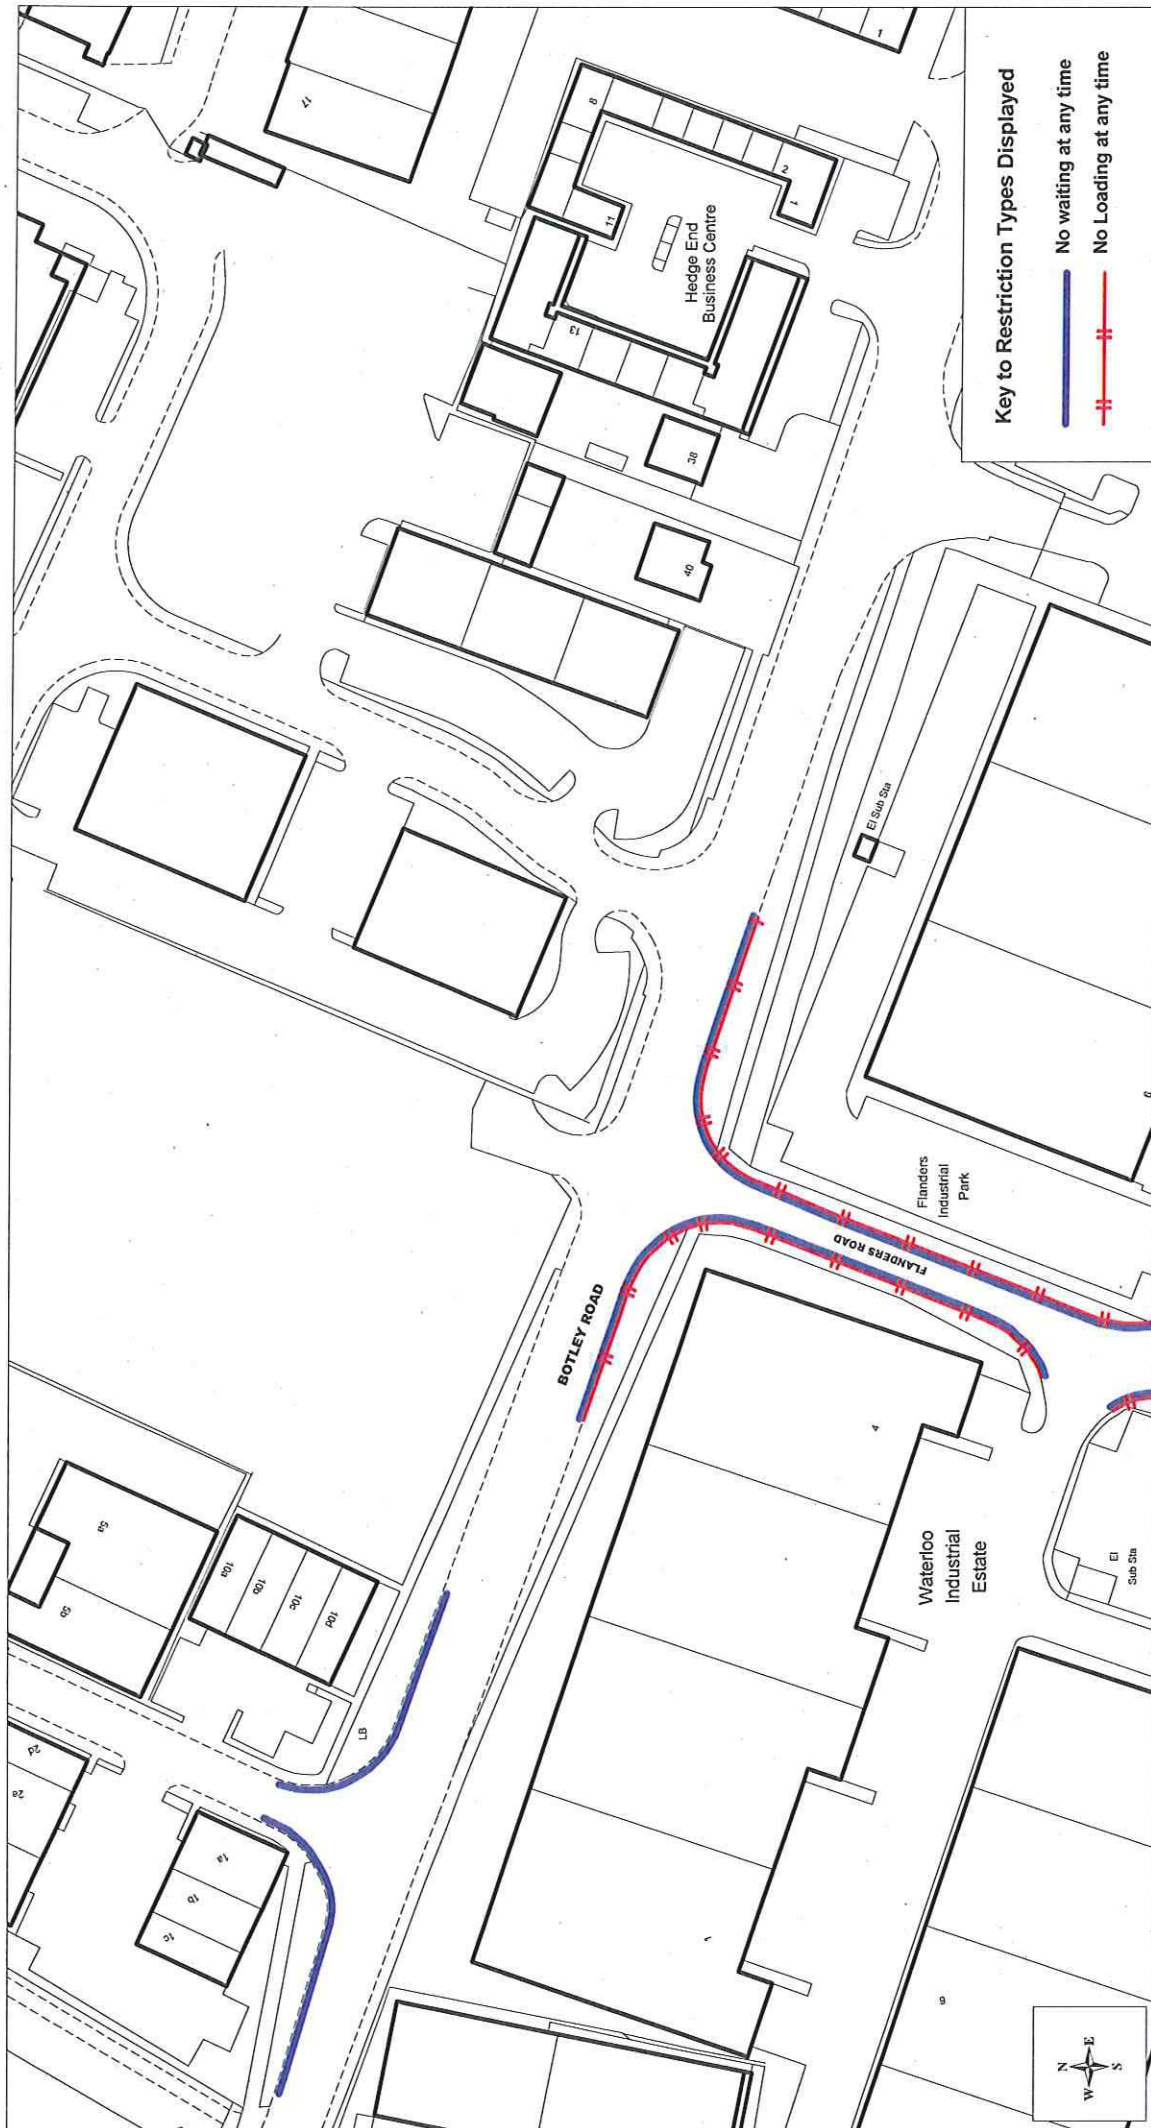 Key to Restriction Types Displayed
No waiting at any time
No Loading at any time
17
1
8
2
1
11
Hedge End
Business Centre
13
38
40
El Sub Sta
6
Flanders
Industrial
Park
FLANDERS ROAD
BOTLEY ROAD
4
Waterloo
Industrial
Estate
El
Sub Sta
5a
5b
10a
10b
10c
10d
LB
2d
2e
1a
1b
1c
9
N
W
E
S